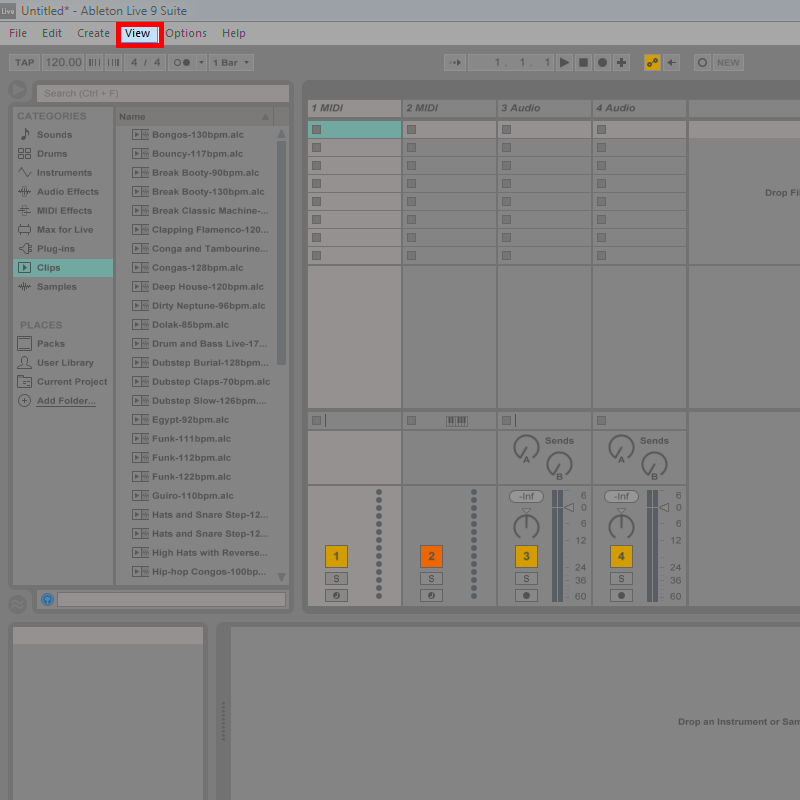 Live Untitled* - Ableton Live 9 Suite
File Edit Create View Options Help
TAP 120.00 4 / 4 1 Bar 1. 1. 1 NEW
Search (Ctrl + F)
CATEGORIES
Sounds
Drums
Instruments
Audio Effects
MIDI Effects
Max for Live
Plug-ins
Clips
Samples
PLACES
Packs
User Library
Current Project
Add Folder...
Name
Bongos-130bpm.alc
Bouncy-117bpm.alc
Break Booty-90bpm.alc
Break Booty-130bpm.alc
Break Classic Machine-...
Clapping Flamenco-120...
Conga and Tambourine...
Congas-128bpm.alc
Deep House-120bpm.alc
Dirty Neptune-96bpm.alc
Dolak-85bpm.alc
Drum and Bass Live-17...
Dubstep Burial-128bpm...
Dubstep Claps-70bpm.alc
Dubstep Slow-126bpm....
Egypt-92bpm.alc
Funk-111bpm.alc
Funk-112bpm.alc
Funk-122bpm.alc
Guiro-110bpm.alc
Hats and Snare Step-12...
Hats and Snare Step-12...
High Hats with Reverse...
Hip-hop Congos-100bp...
1 MIDI 2 MIDI 3 Audio 4 Audio
Drop Fil
Sends Sends
A B A B
-Inf 6 -Inf 6
0 0
6 6
12 12
1 2 3 4
24 24
S S S S
36 36
60 60
Drop an Instrument or Sam